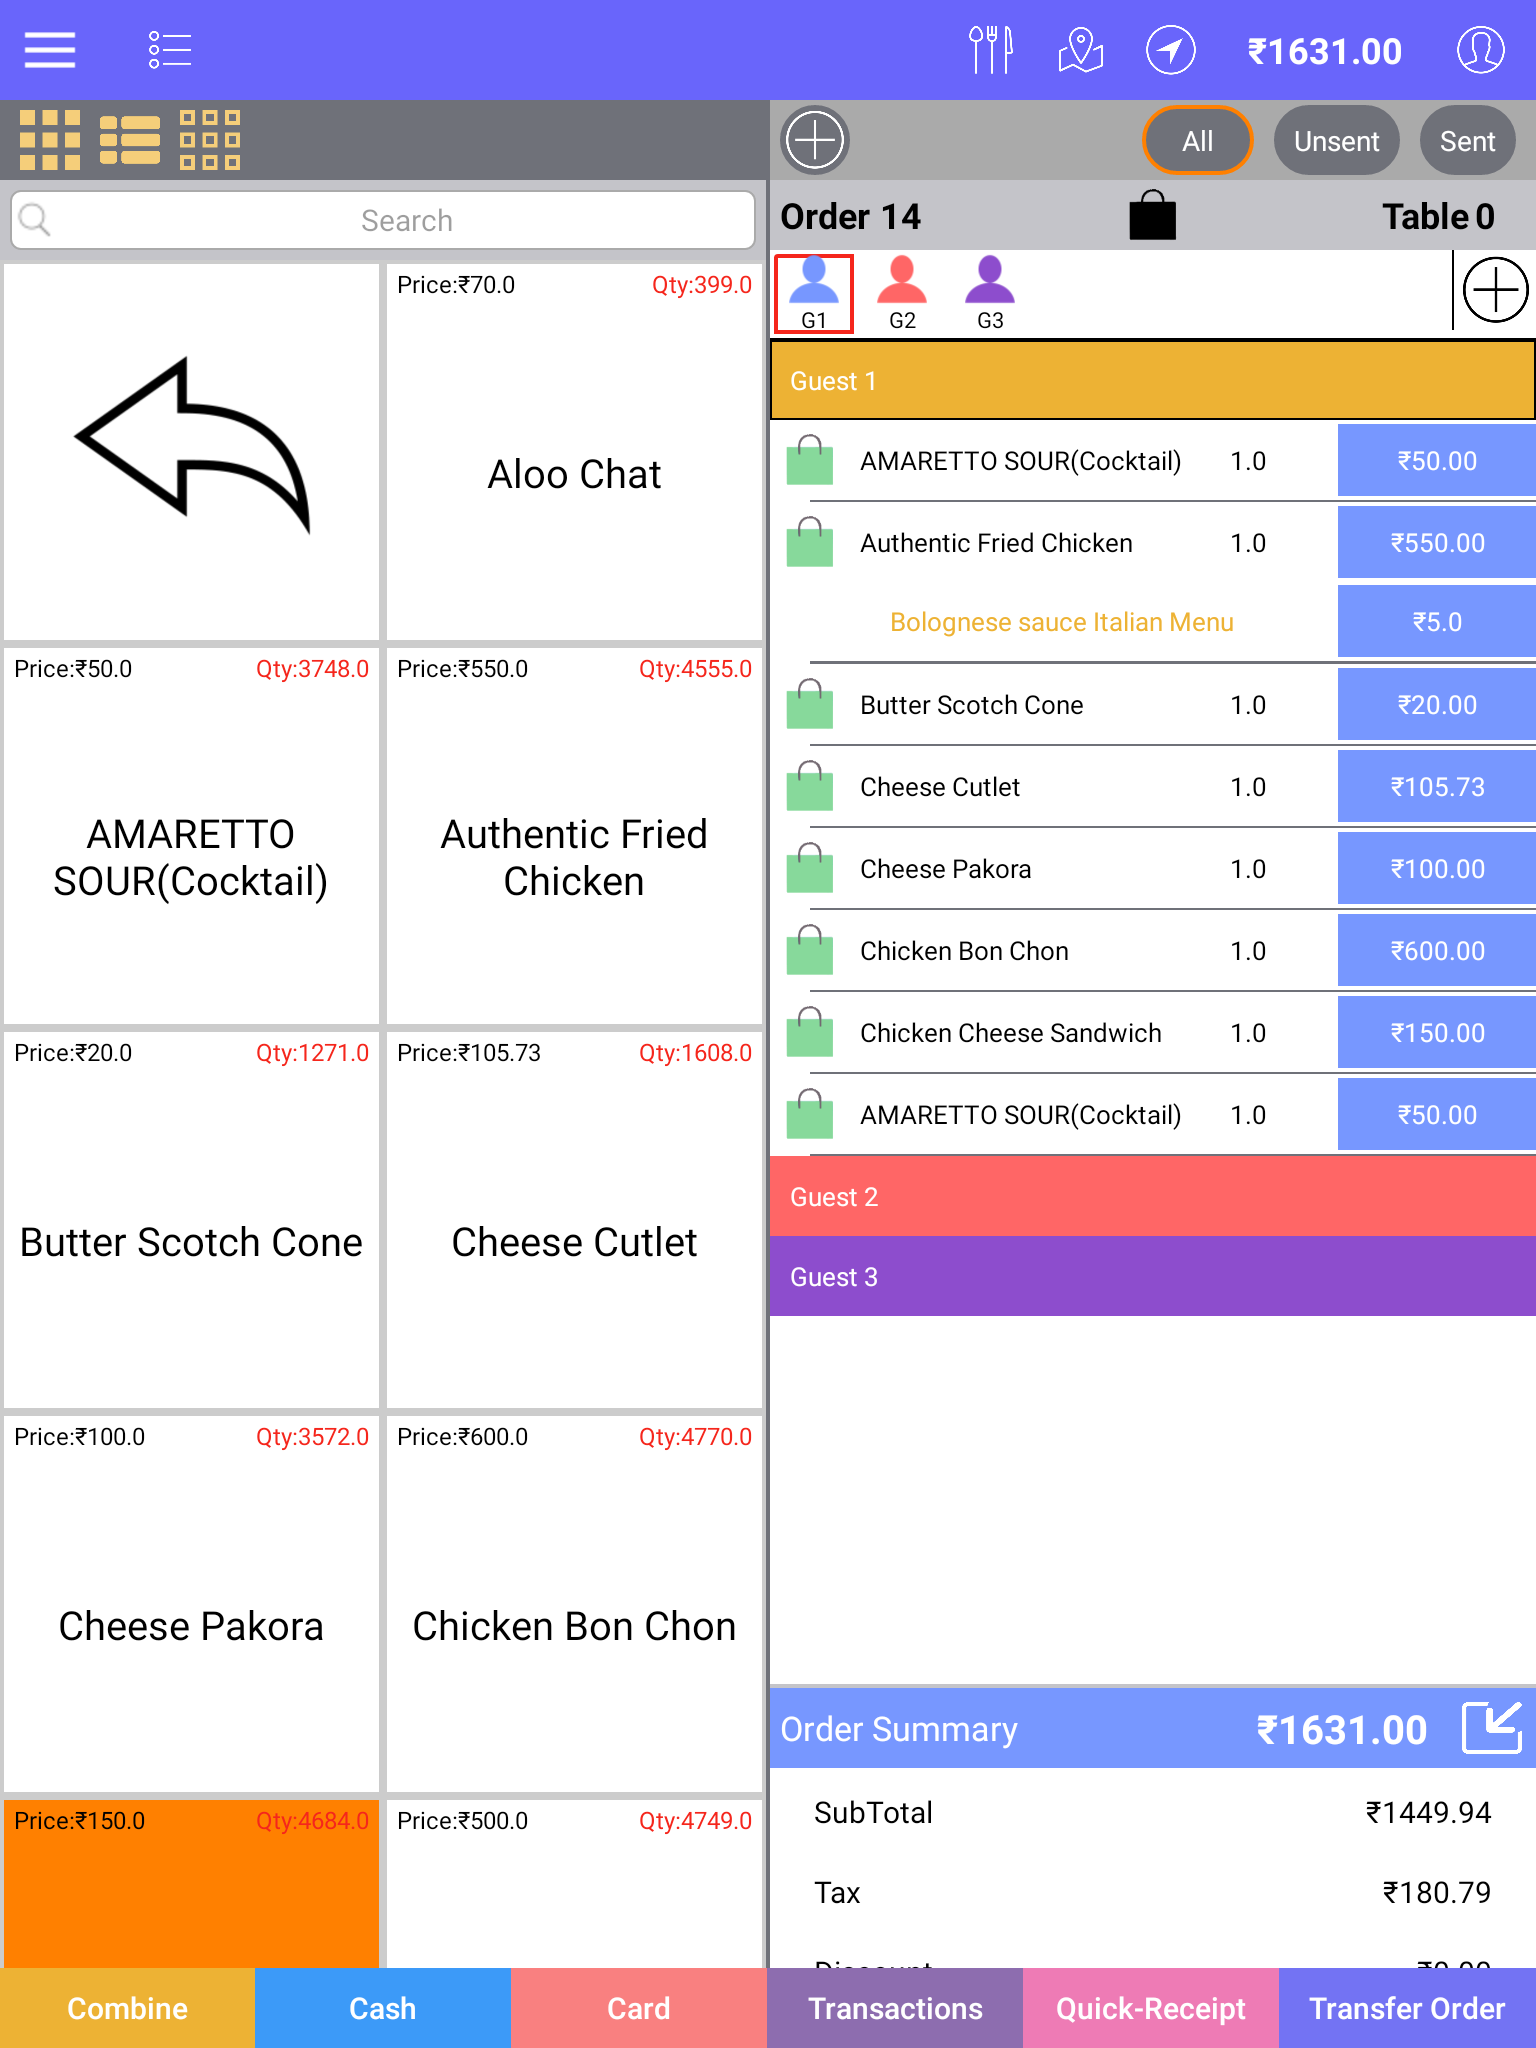 ₹1631.00
All
Unsent
Sent
Search
Order 14
Table 0
G1
G2
G3
Price:₹70.0
Qty:399.0
Aloo Chat
Price:₹50.0
Qty:3748.0
AMARETTO
SOUR(Cocktail)
Price:₹550.0
Qty:4555.0
Authentic Fried
Chicken
Price:₹20.0
Qty:1271.0
Butter Scotch Cone
Price:₹105.73
Qty:1608.0
Cheese Cutlet
Price:₹100.0
Qty:3572.0
Cheese Pakora
Price:₹600.0
Qty:4770.0
Chicken Bon Chon
Price:₹150.0
Qty:4684.0
Price:₹500.0
Qty:4749.0
Guest 1
AMARETTO SOUR(Cocktail) 1.0 ₹50.00
Authentic Fried Chicken 1.0 ₹550.00
Bolognese sauce Italian Menu ₹5.0
Butter Scotch Cone 1.0 ₹20.00
Cheese Cutlet 1.0 ₹105.73
Cheese Pakora 1.0 ₹100.00
Chicken Bon Chon 1.0 ₹600.00
Chicken Cheese Sandwich 1.0 ₹150.00
AMARETTO SOUR(Cocktail) 1.0 ₹50.00
Guest 2
Guest 3
Order Summary ₹1631.00
SubTotal ₹1449.94
Tax ₹180.79
Combine
Cash
Card
Transactions
Quick-Receipt
Transfer Order